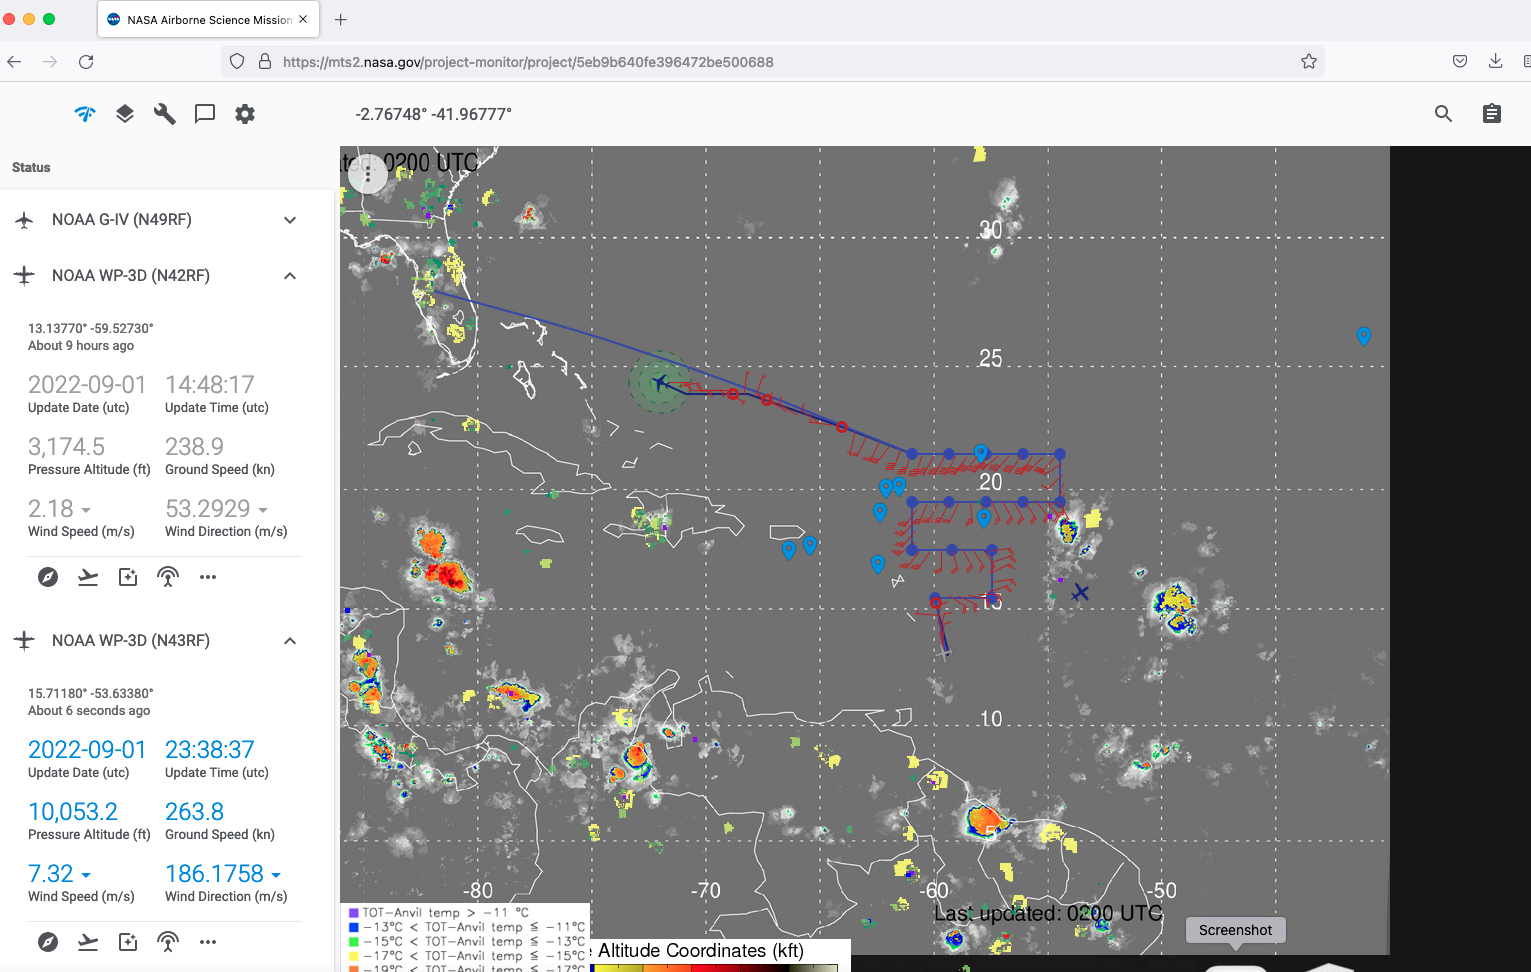 NASA Airborne Science Mission
https://mts2.nasa.gov/project-monitor/project/5eb9b640fe396472be500688
-2.76748° -41.96777°
Status
NOAA G-IV (N49RF)
NOAA WP-3D (N42RF)
13.13770° -59.52730°
About 9 hours ago
2022-09-01 14:48:17
Update Date (utc) Update Time (utc)
3,174.5 238.9
Pressure Altitude (ft) Ground Speed (kn)
2.18 53.2929
Wind Speed (m/s) Wind Direction (m/s)
NOAA WP-3D (N43RF)
15.71180° -53.63380°
About 6 seconds ago
2022-09-01 23:38:37
Update Date (utc) Update Time (utc)
10,053.2 263.8
Pressure Altitude (ft) Ground Speed (kn)
7.32 186.1758
Wind Speed (m/s) Wind Direction (m/s)
ated: 0200 UTC
30
25
20
15
10
5
-80 -70 -60 -50
Last updated: 0200 UTC
TOT-Anvil temp > -11 °C
-13°C < TOT-Anvil temp ≤ -11°C
-15°C < TOT-Anvil temp ≤ -13°C
-17°C < TOT-Anvil temp ≤ -15°C
-19°C < TOT-Anvil temp ≤ -17°C
Altitude Coordinates (kft)
Screenshot